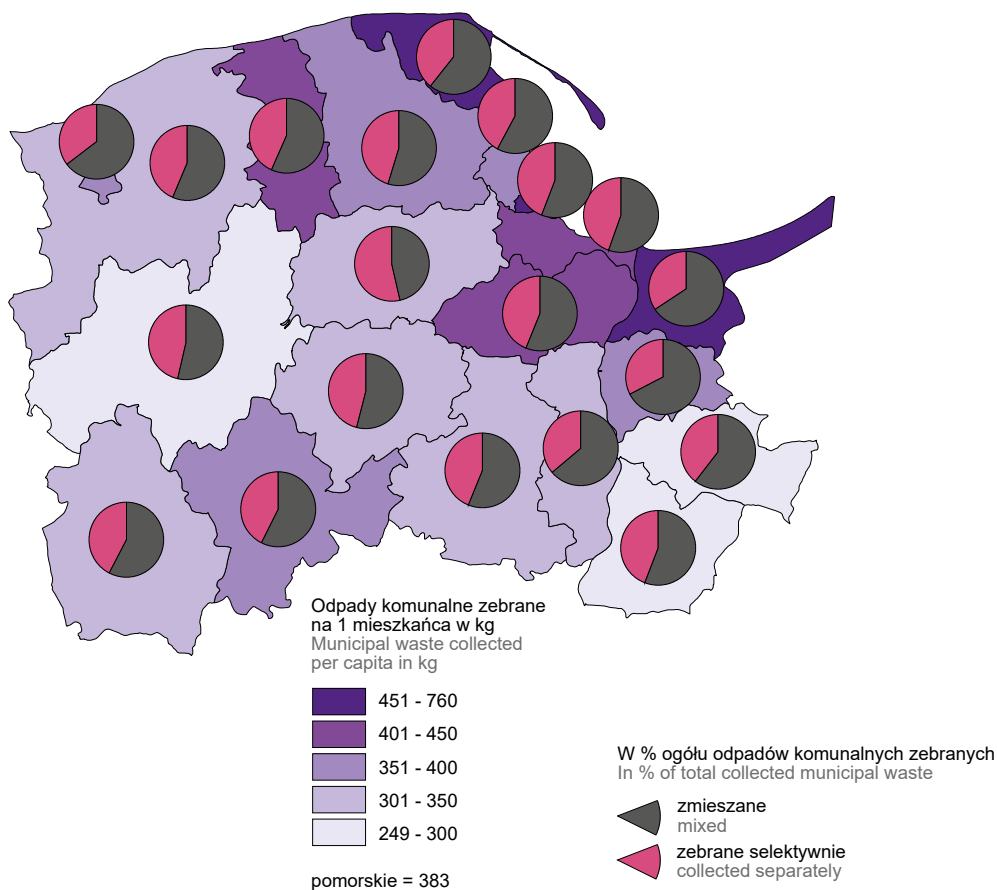 Odpady komunalne zebrane
na 1 mieszkańca w kg
Municipal waste collected
per capita in kg
451 - 760
401 - 450
351 - 400
301 - 350
249 - 300
pomorskie = 383
W % ogółu odpadów komunalnych zebranych
In % of total collected municipal waste
zmieszane
mixed
zebrane selektywnie
collected separately